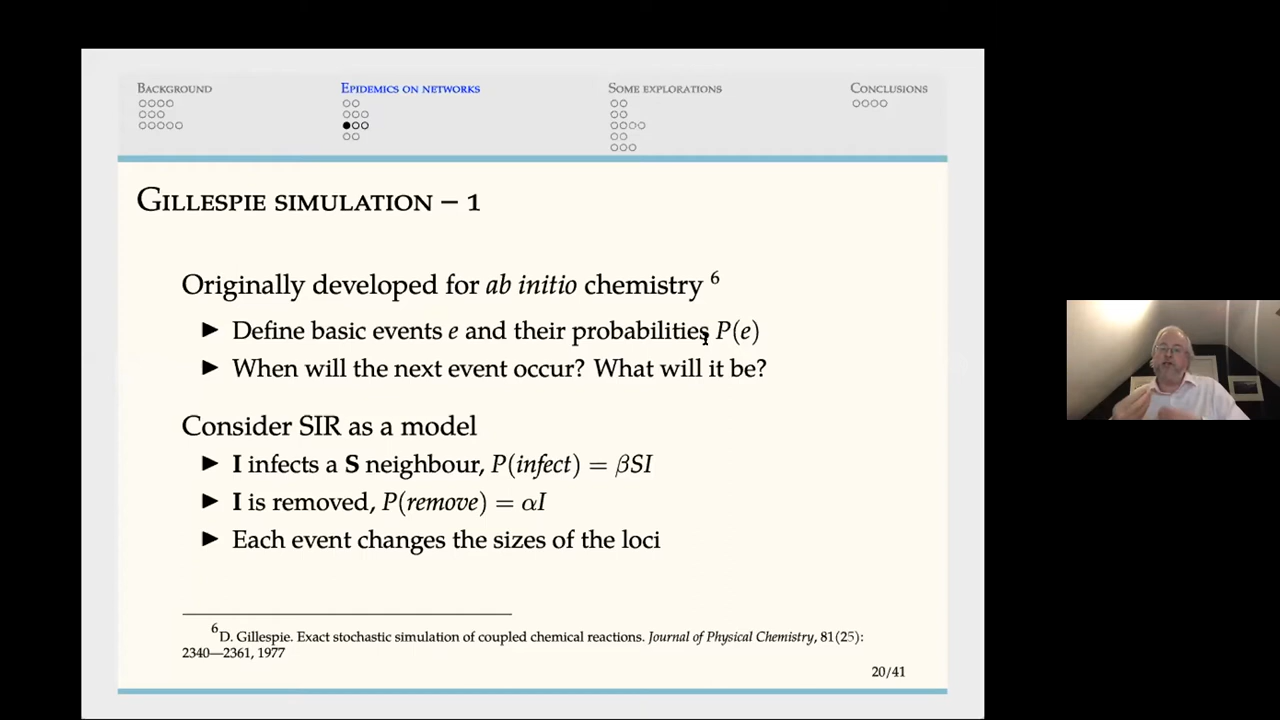 BACKGROUND
EPIDEMICS ON NETWORKS
SOME EXPLORATIONS
CONCLUSIONS
GILLESPIE SIMULATION – 1
Originally developed for ab initio chemistry 6
▶ Define basic events e and their probabilities P(e)
▶ When will the next event occur? What will it be?
Consider SIR as a model
▶ I infects a S neighbour, P(infect) = βSI
▶ I is removed, P(remove) = αI
▶ Each event changes the sizes of the loci
6 D. Gillespie. Exact stochastic simulation of coupled chemical reactions. Journal of Physical Chemistry, 81(25):
2340—2361, 1977
20/41